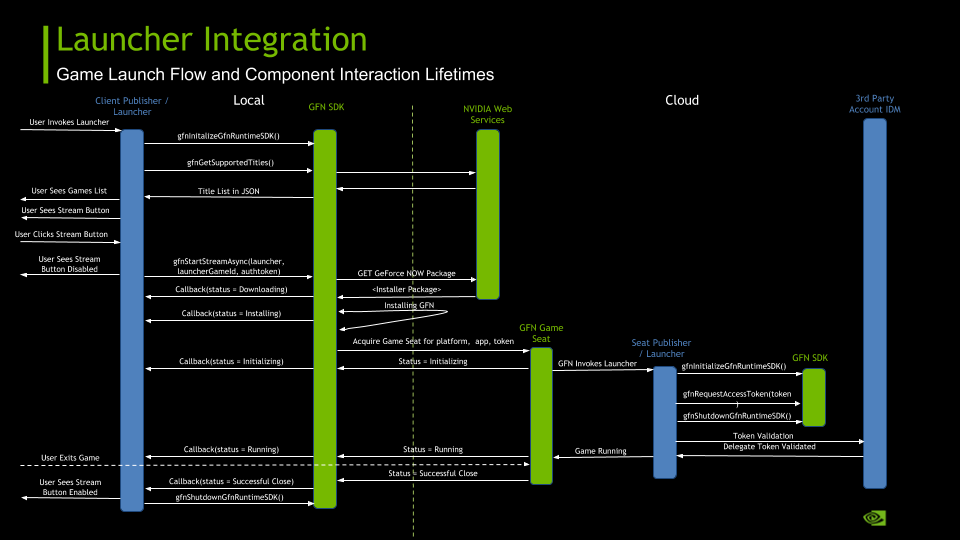 Launcher Integration
Game Launch Flow and Component Interaction Lifetimes
Client Publisher /
Launcher
Local
GFN SDK
NVIDIA Web
Services
Cloud
3rd Party
Account IDM
User Invokes Launcher
gfnInitalizeGfnRuntimeSDK()
gfnGetSupportedTitles()
User Sees Games List
Title List in JSON
User Sees Stream Button
User Clicks Stream Button
User Sees Stream
Button Disabled
gfnStartStreamAsync(launcher,
launcherGameId, authtoken)
GET GeForce NOW Package
Callback(status = Downloading)
<Installer Package>
Installing GFN
Callback(status = Installing)
GFN Game
Seat
Acquire Game Seat for platform, app, token
Seat Publisher
/ Launcher
GFN SDK
Callback(status = Initializing)
Status = Initializing
GFN Invokes Launcher
gfnInitializeGfnRuntimeSDK()
gfnRequestAccessToken(token
)
gfnShutdownGfnRuntimeSDK()
Token Validation
Delegate Token Validated
Callback(status = Running)
Status = Running
Game Running
User Exits Game
Status = Successful Close
User Sees Stream
Button Enabled
Callback(status = Successful Close)
gfnShutdownGfnRuntimeSDK()